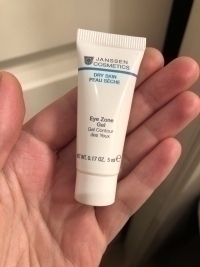 JANSSEN
COSMETICS
DRY SKIN
PEAU SÈCHE
Eye Zone
Gel
Gel Contour
des Yeux
NET WT. 0.17 OZ. 5 ml e